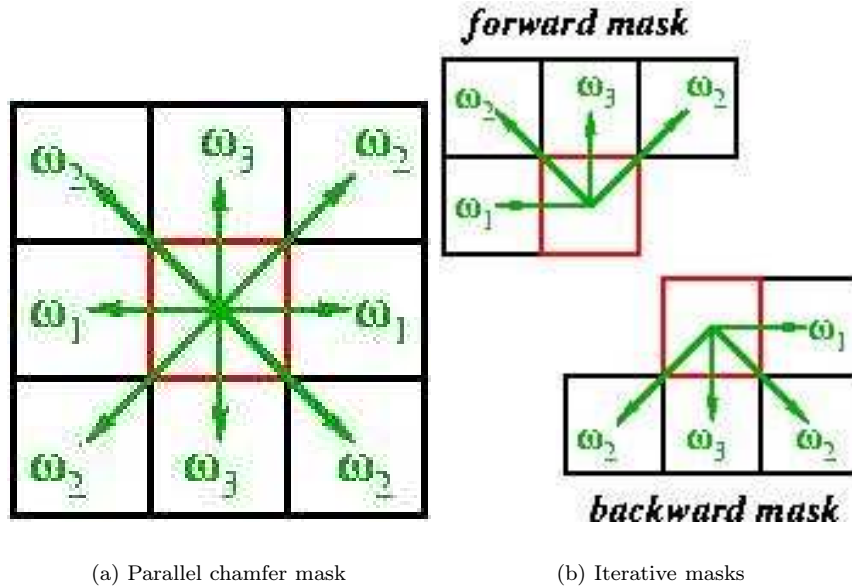 ω2 ω3 ω2
ω1 ω1
ω2 ω3 ω2
(a) Parallel chamfer mask
forward mask
ω2 ω3 ω2
ω1
ω1
ω2 ω3 ω2
backward mask
(b) Iterative masks